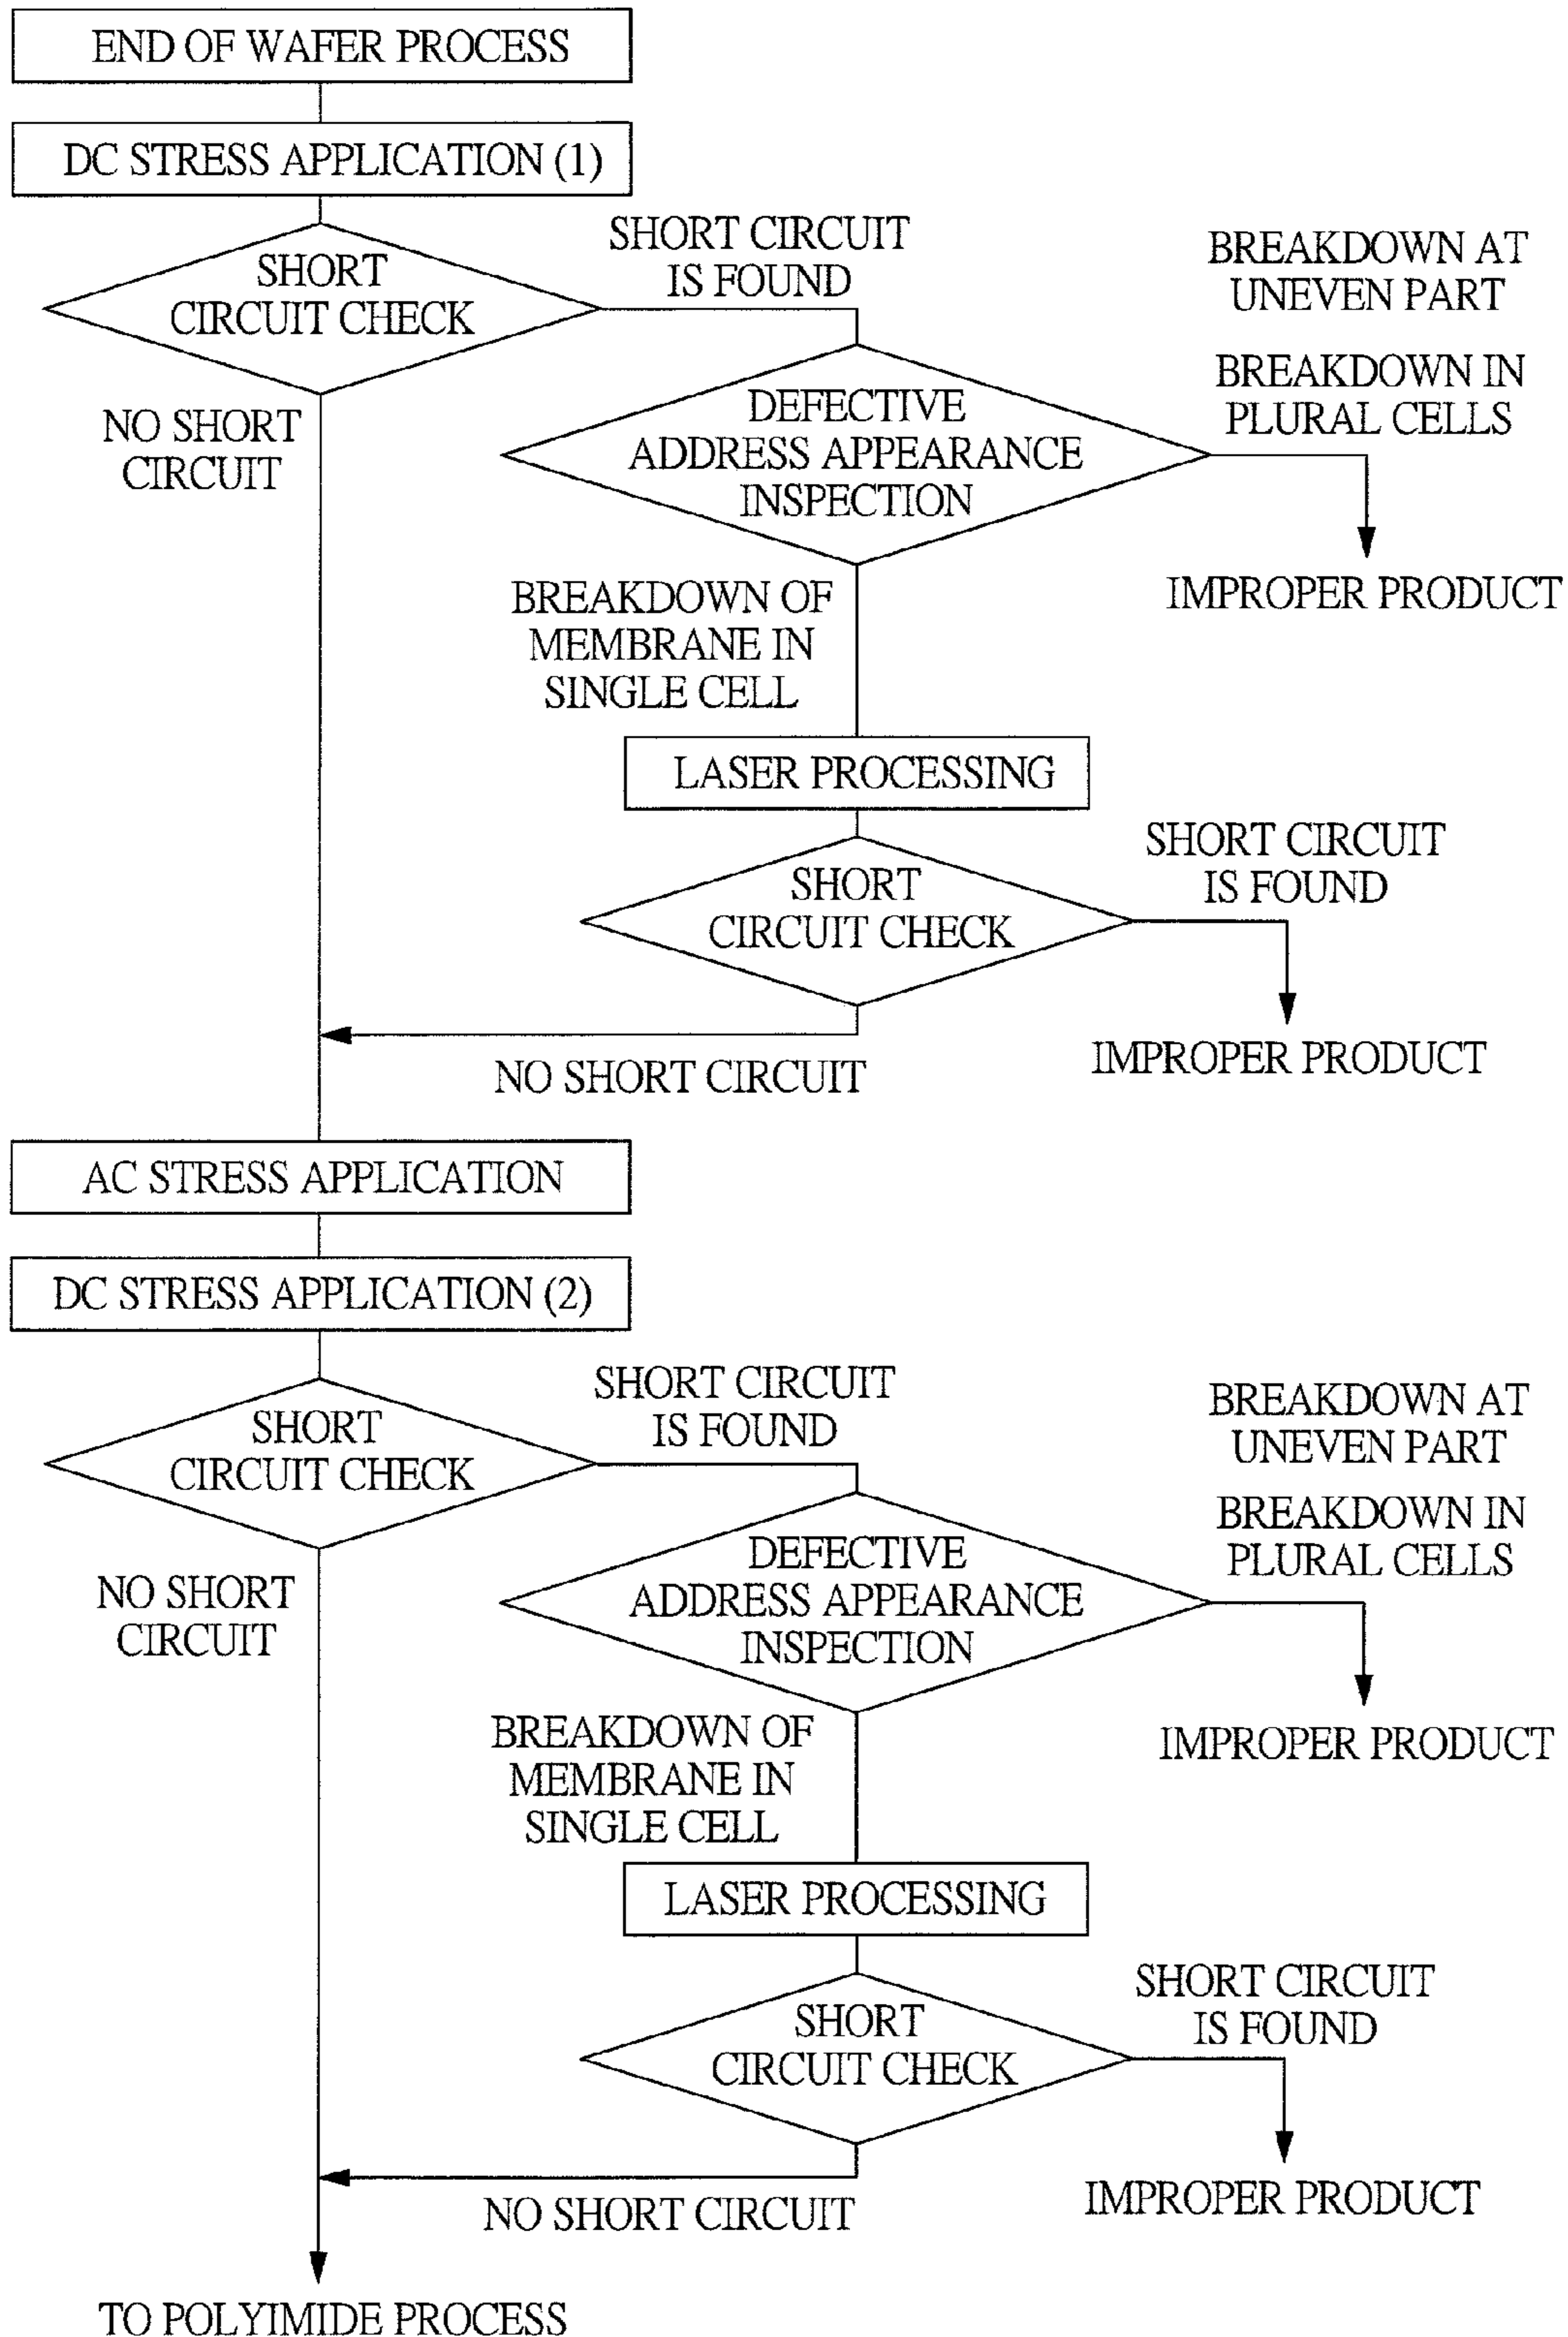 END OF WAFER PROCESS
DC STRESS APPLICATION (1)
SHORT
CIRCUIT CHECK
SHORT CIRCUIT
IS FOUND
BREAKDOWN AT
UNEVEN PART
BREAKDOWN IN
PLURAL CELLS
NO SHORT
CIRCUIT
DEFECTIVE
ADDRESS APPEARANCE
INSPECTION
IMPROPER PRODUCT
BREAKDOWN OF
MEMBRANE IN
SINGLE CELL
LASER PROCESSING
SHORT
CIRCUIT CHECK
SHORT CIRCUIT
IS FOUND
IMPROPER PRODUCT
NO SHORT CIRCUIT
AC STRESS APPLICATION
DC STRESS APPLICATION (2)
SHORT
CIRCUIT CHECK
SHORT CIRCUIT
IS FOUND
BREAKDOWN AT
UNEVEN PART
BREAKDOWN IN
PLURAL CELLS
NO SHORT
CIRCUIT
DEFECTIVE
ADDRESS APPEARANCE
INSPECTION
IMPROPER PRODUCT
BREAKDOWN OF
MEMBRANE IN
SINGLE CELL
LASER PROCESSING
SHORT
CIRCUIT CHECK
SHORT CIRCUIT
IS FOUND
IMPROPER PRODUCT
NO SHORT CIRCUIT
TO POLYIMIDE PROCESS